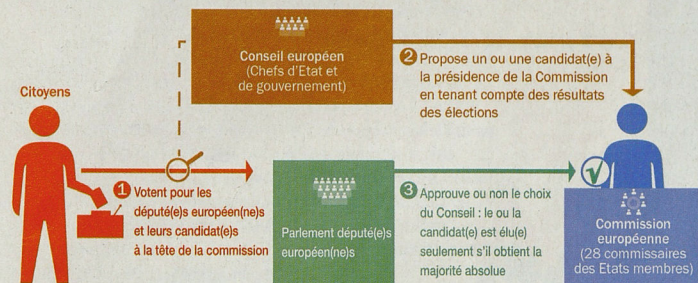 Conseil européen
(Chefs d'Etat et
de gouvernement)
2 Propose un ou une candidat(e) à
la présidence de la Commission
en tenant compte des résultats
des élections
Citoyens
1 Votent pour les
député(e)s européen(ne)s
et leurs candidat(e)s
à la tête de la commission
Parlement député(e)s
européen(ne)s
3 Approuve ou non le choix
du Conseil : le ou la
candidat(e) est élu(e)
seulement s'il obtient la
majorité absolue
Commission
européenne
(28 commissaires
des Etats membres)